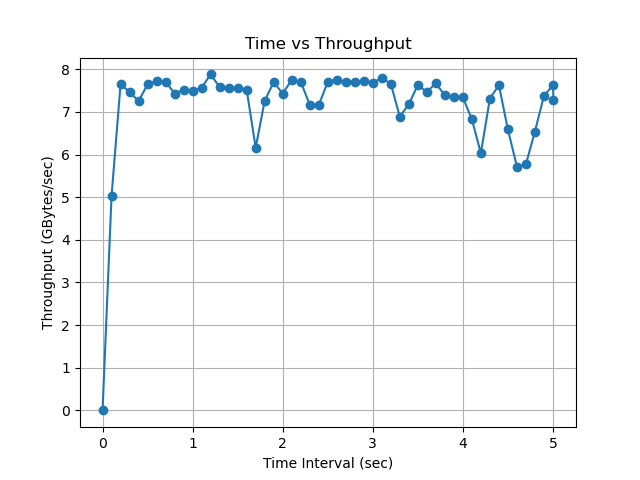 Time vs Throughput
Throughput (GBytes/sec)
8
7
6
5
4
3
2
1
0
0 1 2 3 4 5
Time Interval (sec)